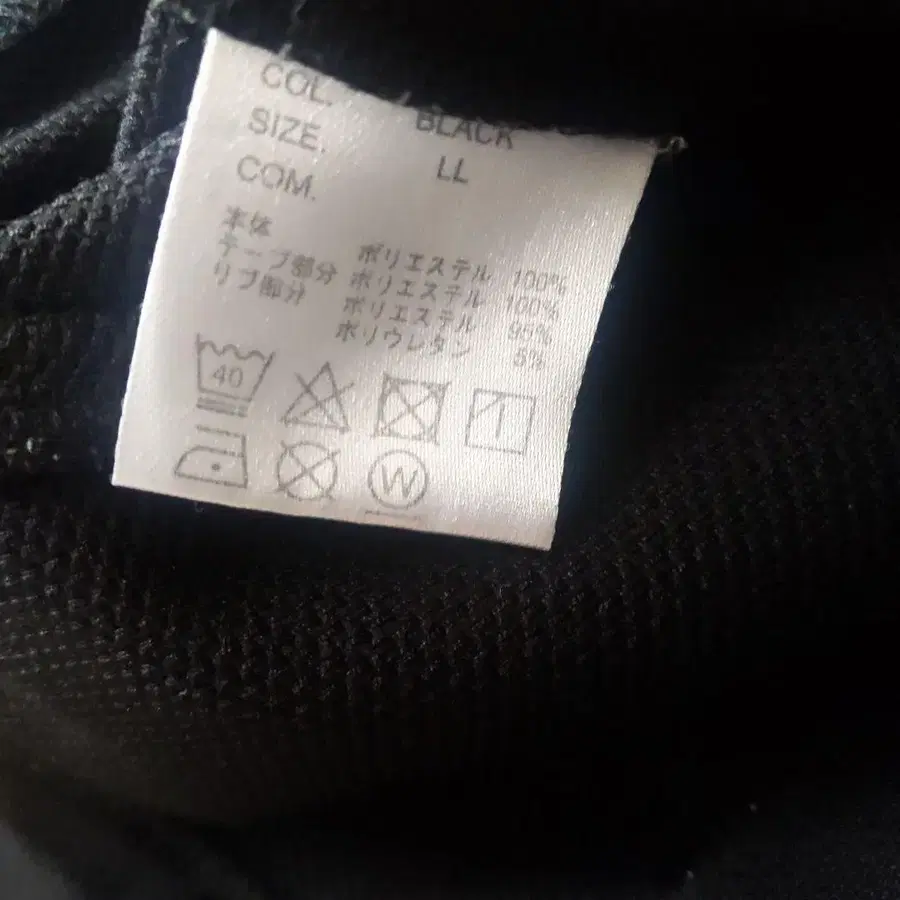 COL. BLACK
SIZE. LL
COM.
本体 ポリエステル 100%
テープ部分 ポリエステル 100%
リブ部分 ポリエステル 95%
ポリウレタン 5%
40
W